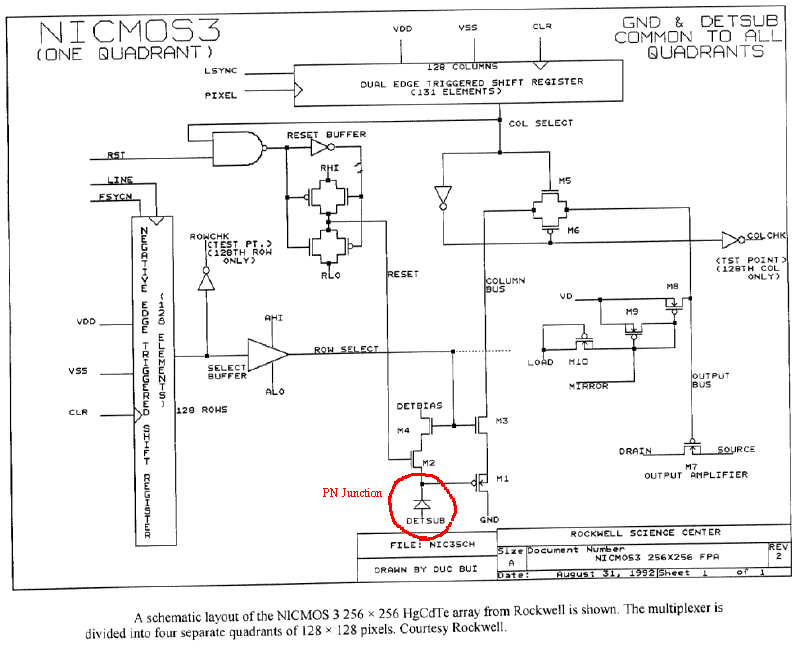 NICMOS3
(ONE QUADRANT)
GND & DETSUB
COMMON TO ALL
QUADRANTS
VDD
VSS
CLR
LSYNC
PIXEL
128 COLUMNS
DUAL EDGE TRIGGERED SHIFT REGISTER
(131 ELEMENTS)
COL SELECT
RESET BUFFER
RST
LINE
FSYCN
RHI
RLO
M5
M6
ROWCHK
(TEST PT.)
(128TH ROW
ONLY)
COLCHK
(TST POINT)
(128TH COL
ONLY)
RESET
COLUMN
BUS
NEGATIVE EDGE TRIGGERED SHIFT REGISTER
(128 ELEMENTS)
VDD
VSS
CLR
128 ROWS
AHI
ALO
SELECT
BUFFER
ROW SELECT
VD
M8
M9
M10
LOAD
MIRROR
OUTPUT
BUS
DETBIAS
M4
M3
M2
M1
PN Junction
DETSUB
GND
DRAIN
SOURCE
M7
OUTPUT AMPLIFIER
FILE: NIC3SCH
DRAWN BY DUC BUI
ROCKWELL SCIENCE CENTER
Size
A
Document Number
NICMOS3 256X256 FPA
REV
2
Date: August 31, 1992
Sheet 1 of 1
A schematic layout of the NICMOS 3 256 × 256 HgCdTe array from Rockwell is shown. The multiplexer is
divided into four separate quadrants of 128 × 128 pixels. Courtesy Rockwell.